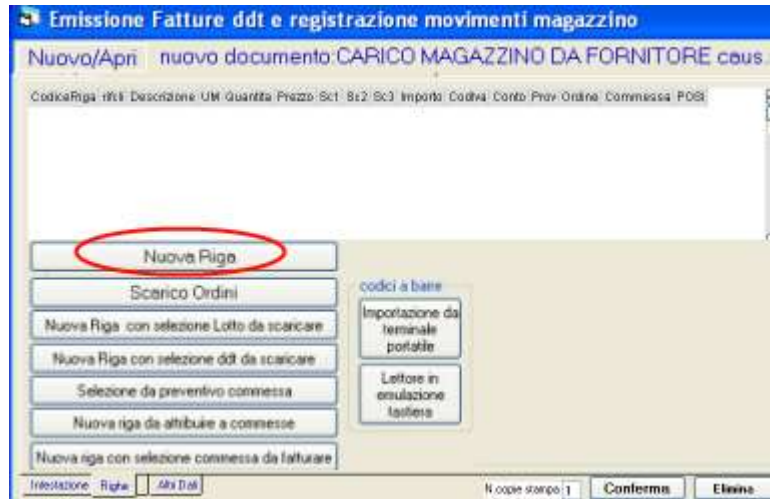 Emissione Fatture ddt e registrazione movimenti magazzino
Nuovo/Apri nuovo documento:CARICO MAGAZZINO DA FORNITORE caus.
CodiceRiga rifcli Descrizione UM Quantita Prezzo Sc1 Sc2 Sc3 Importo CodIva Conto Prov Ordine Commessa POSI
Nuova Riga
Scarico Ordini
Nuova Riga con selezione Lotto da scaricare
Nuova Riga con selezione ddt da scaricare
Selezione da preventivo commessa
Nuova riga da attribuire a commesse
Nuova riga con selezione commessa da fatturare
codici a barre
Importazione da
terminale
portatile
Lettore in
emulazione
tastiera
Intestazione Righe Altri Dati
N.copie stampa 1 Conferma Elimina